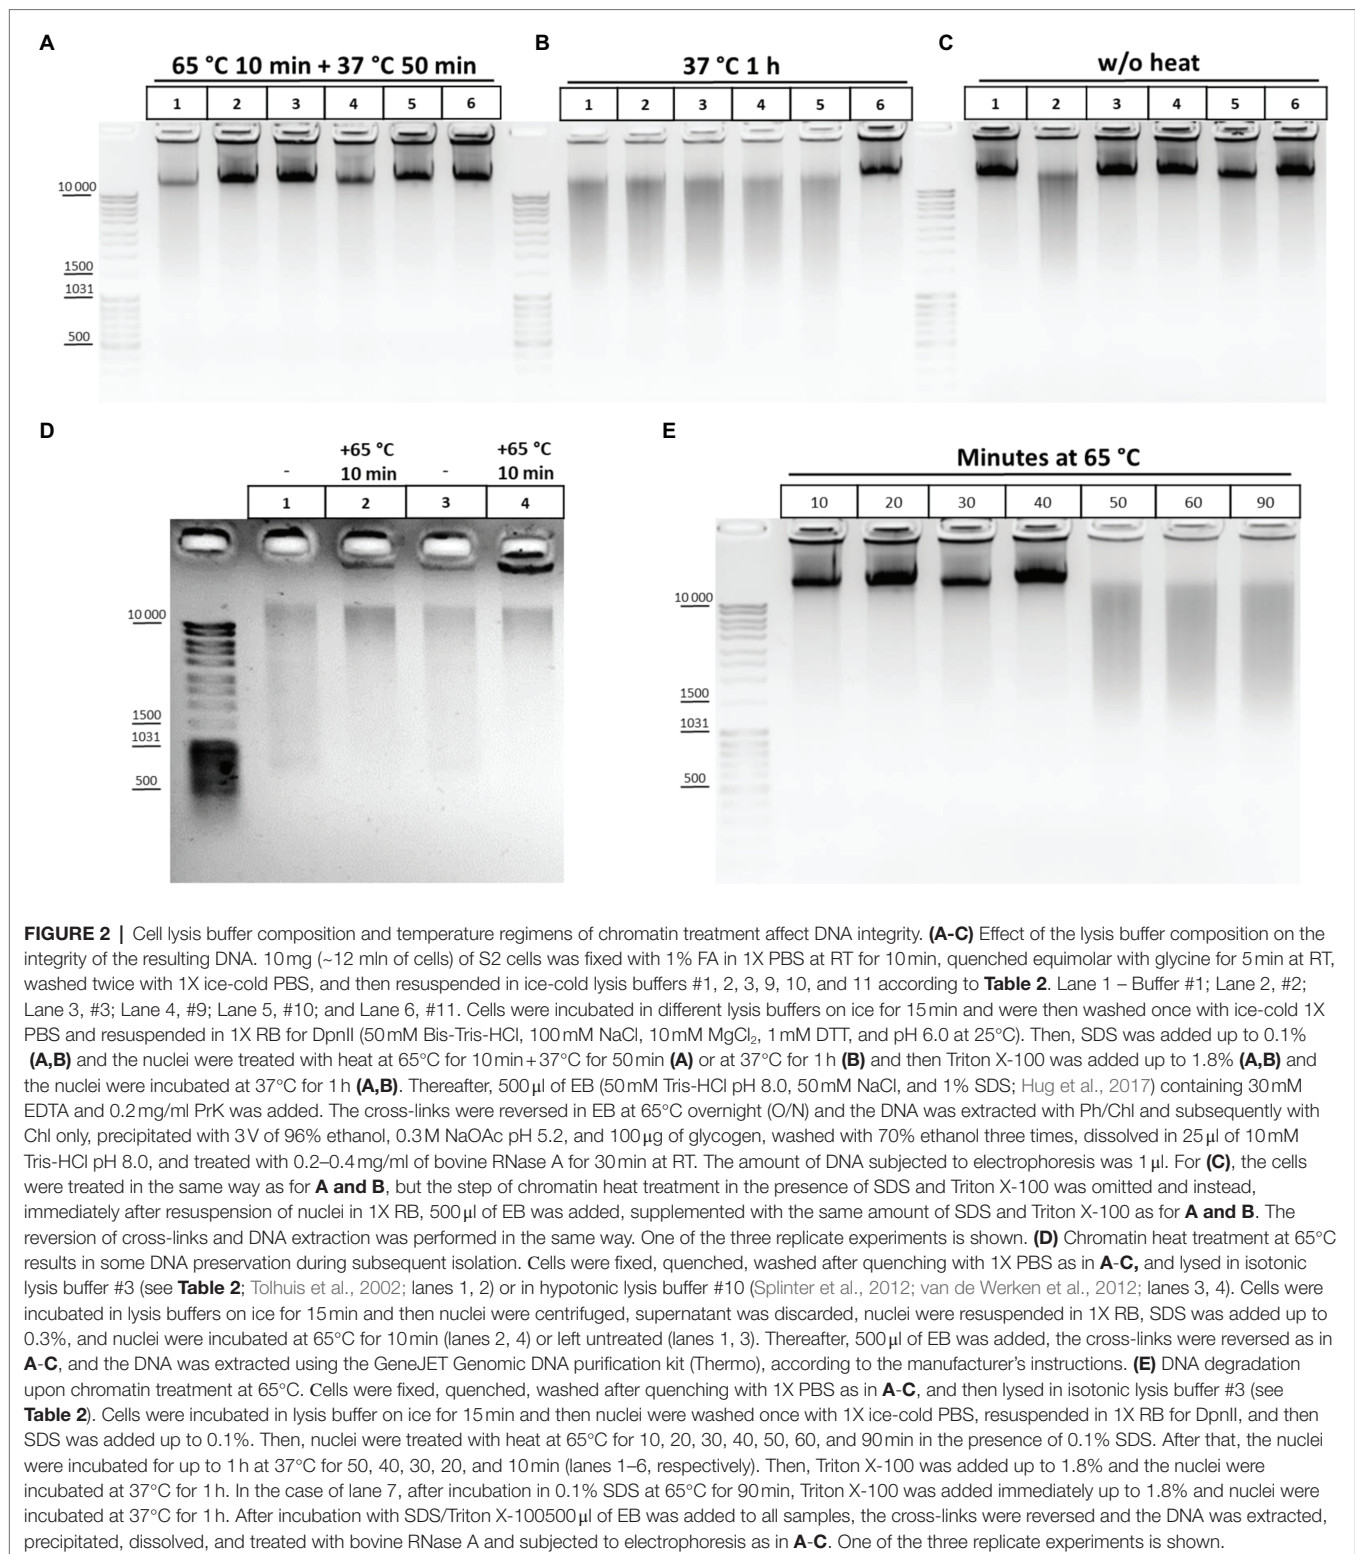 A
65 °C 10 min + 37 °C 50 min
1 2 3 4 5 6
10 000
1500
1031
500
B
37 °C 1 h
1 2 3 4 5 6
C
w/o heat
1 2 3 4 5 6
D
- +65 °C 10 min - +65 °C 10 min
1 2 3 4
10 000
1500
1031
500
E
Minutes at 65 °C
10 20 30 40 50 60 90
10 000
1500
1031
500
FIGURE 2 | Cell lysis buffer composition and temperature regimens of chromatin treatment affect DNA integrity. (A-C) Effect of the lysis buffer composition on the
integrity of the resulting DNA. 10 mg (~12 mln of cells) of S2 cells was fixed with 1% FA in 1X PBS at RT for 10 min, quenched equimolar with glycine for 5 min at RT,
washed twice with 1X ice-cold PBS, and then resuspended in ice-cold lysis buffers #1, 2, 3, 9, 10, and 11 according to Table 2. Lane 1 – Buffer #1; Lane 2, #2;
Lane 3, #3; Lane 4, #9; Lane 5, #10; and Lane 6, #11. Cells were incubated in different lysis buffers on ice for 15 min and were then washed once with ice-cold 1X
PBS and resuspended in 1X RB for DpnII (50 mM Bis-Tris-HCl, 100 mM NaCl, 10 mM MgCl₂, 1 mM DTT, and pH 6.0 at 25°C). Then, SDS was added up to 0.1%
(A,B) and the nuclei were treated with heat at 65°C for 10 min + 37°C for 50 min (A) or at 37°C for 1 h (B) and then Triton X-100 was added up to 1.8% (A,B) and
the nuclei were incubated at 37°C for 1 h (A,B). Thereafter, 500 μl of EB (50 mM Tris-HCl pH 8.0, 50 mM NaCl, and 1% SDS; Hug et al., 2017) containing 30 mM
EDTA and 0.2 mg/ml PrK was added. The cross-links were reversed in EB at 65°C overnight (O/N) and the DNA was extracted with Ph/Chl and subsequently with
Chl only, precipitated with 3 V of 96% ethanol, 0.3 M NaOAc pH 5.2, and 100 μg of glycogen, washed with 70% ethanol three times, dissolved in 25 μl of 10 mM
Tris-HCl pH 8.0, and treated with 0.2–0.4 mg/ml of bovine RNase A for 30 min at RT. The amount of DNA subjected to electrophoresis was 1 μl. For (C), the cells
were treated in the same way as for A and B, but the step of chromatin heat treatment in the presence of SDS and Triton X-100 was omitted and instead,
immediately after resuspension of nuclei in 1X RB, 500 μl of EB was added, supplemented with the same amount of SDS and Triton X-100 as for A and B. The
reversion of cross-links and DNA extraction was performed in the same way. One of the three replicate experiments is shown. (D) Chromatin heat treatment at 65°C
results in some DNA preservation during subsequent isolation. Cells were fixed, quenched, washed after quenching with 1X PBS as in A-C, and lysed in isotonic
lysis buffer #3 (see Table 2; Tolhuis et al., 2002; lanes 1, 2) or in hypotonic lysis buffer #10 (Splinter et al., 2012; van de Werken et al., 2012; lanes 3, 4). Cells were
incubated in lysis buffers on ice for 15 min and then nuclei were centrifuged, supernatant was discarded, nuclei were resuspended in 1X RB, SDS was added up to
0.3%, and nuclei were incubated at 65°C for 10 min (lanes 2, 4) or left untreated (lanes 1, 3). Thereafter, 500 μl of EB was added, the cross-links were reversed as in
A-C, and the DNA was extracted using the GeneJET Genomic DNA purification kit (Thermo), according to the manufacturer's instructions. (E) DNA degradation
upon chromatin treatment at 65°C. Cells were fixed, quenched, washed after quenching with 1X PBS as in A-C, and then lysed in isotonic lysis buffer #3 (see
Table 2). Cells were incubated in lysis buffer on ice for 15 min and then nuclei were washed once with 1X ice-cold PBS, resuspended in 1X RB for DpnII, and then
SDS was added up to 0.1%. Then, nuclei were treated with heat at 65°C for 10, 20, 30, 40, 50, 60, and 90 min in the presence of 0.1% SDS. After that, the nuclei
were incubated for up to 1 h at 37°C for 50, 40, 30, 20, and 10 min (lanes 1–6, respectively). Then, Triton X-100 was added up to 1.8% and the nuclei were
incubated at 37°C for 1 h. In the case of lane 7, after incubation in 0.1% SDS at 65°C for 90 min, Triton X-100 was added immediately up to 1.8% and nuclei were
incubated at 37°C for 1 h. After incubation with SDS/Triton X-100500 μl of EB was added to all samples, the cross-links were reversed and the DNA was extracted,
precipitated, dissolved, and treated with bovine RNase A and subjected to electrophoresis as in A-C. One of the three replicate experiments is shown.